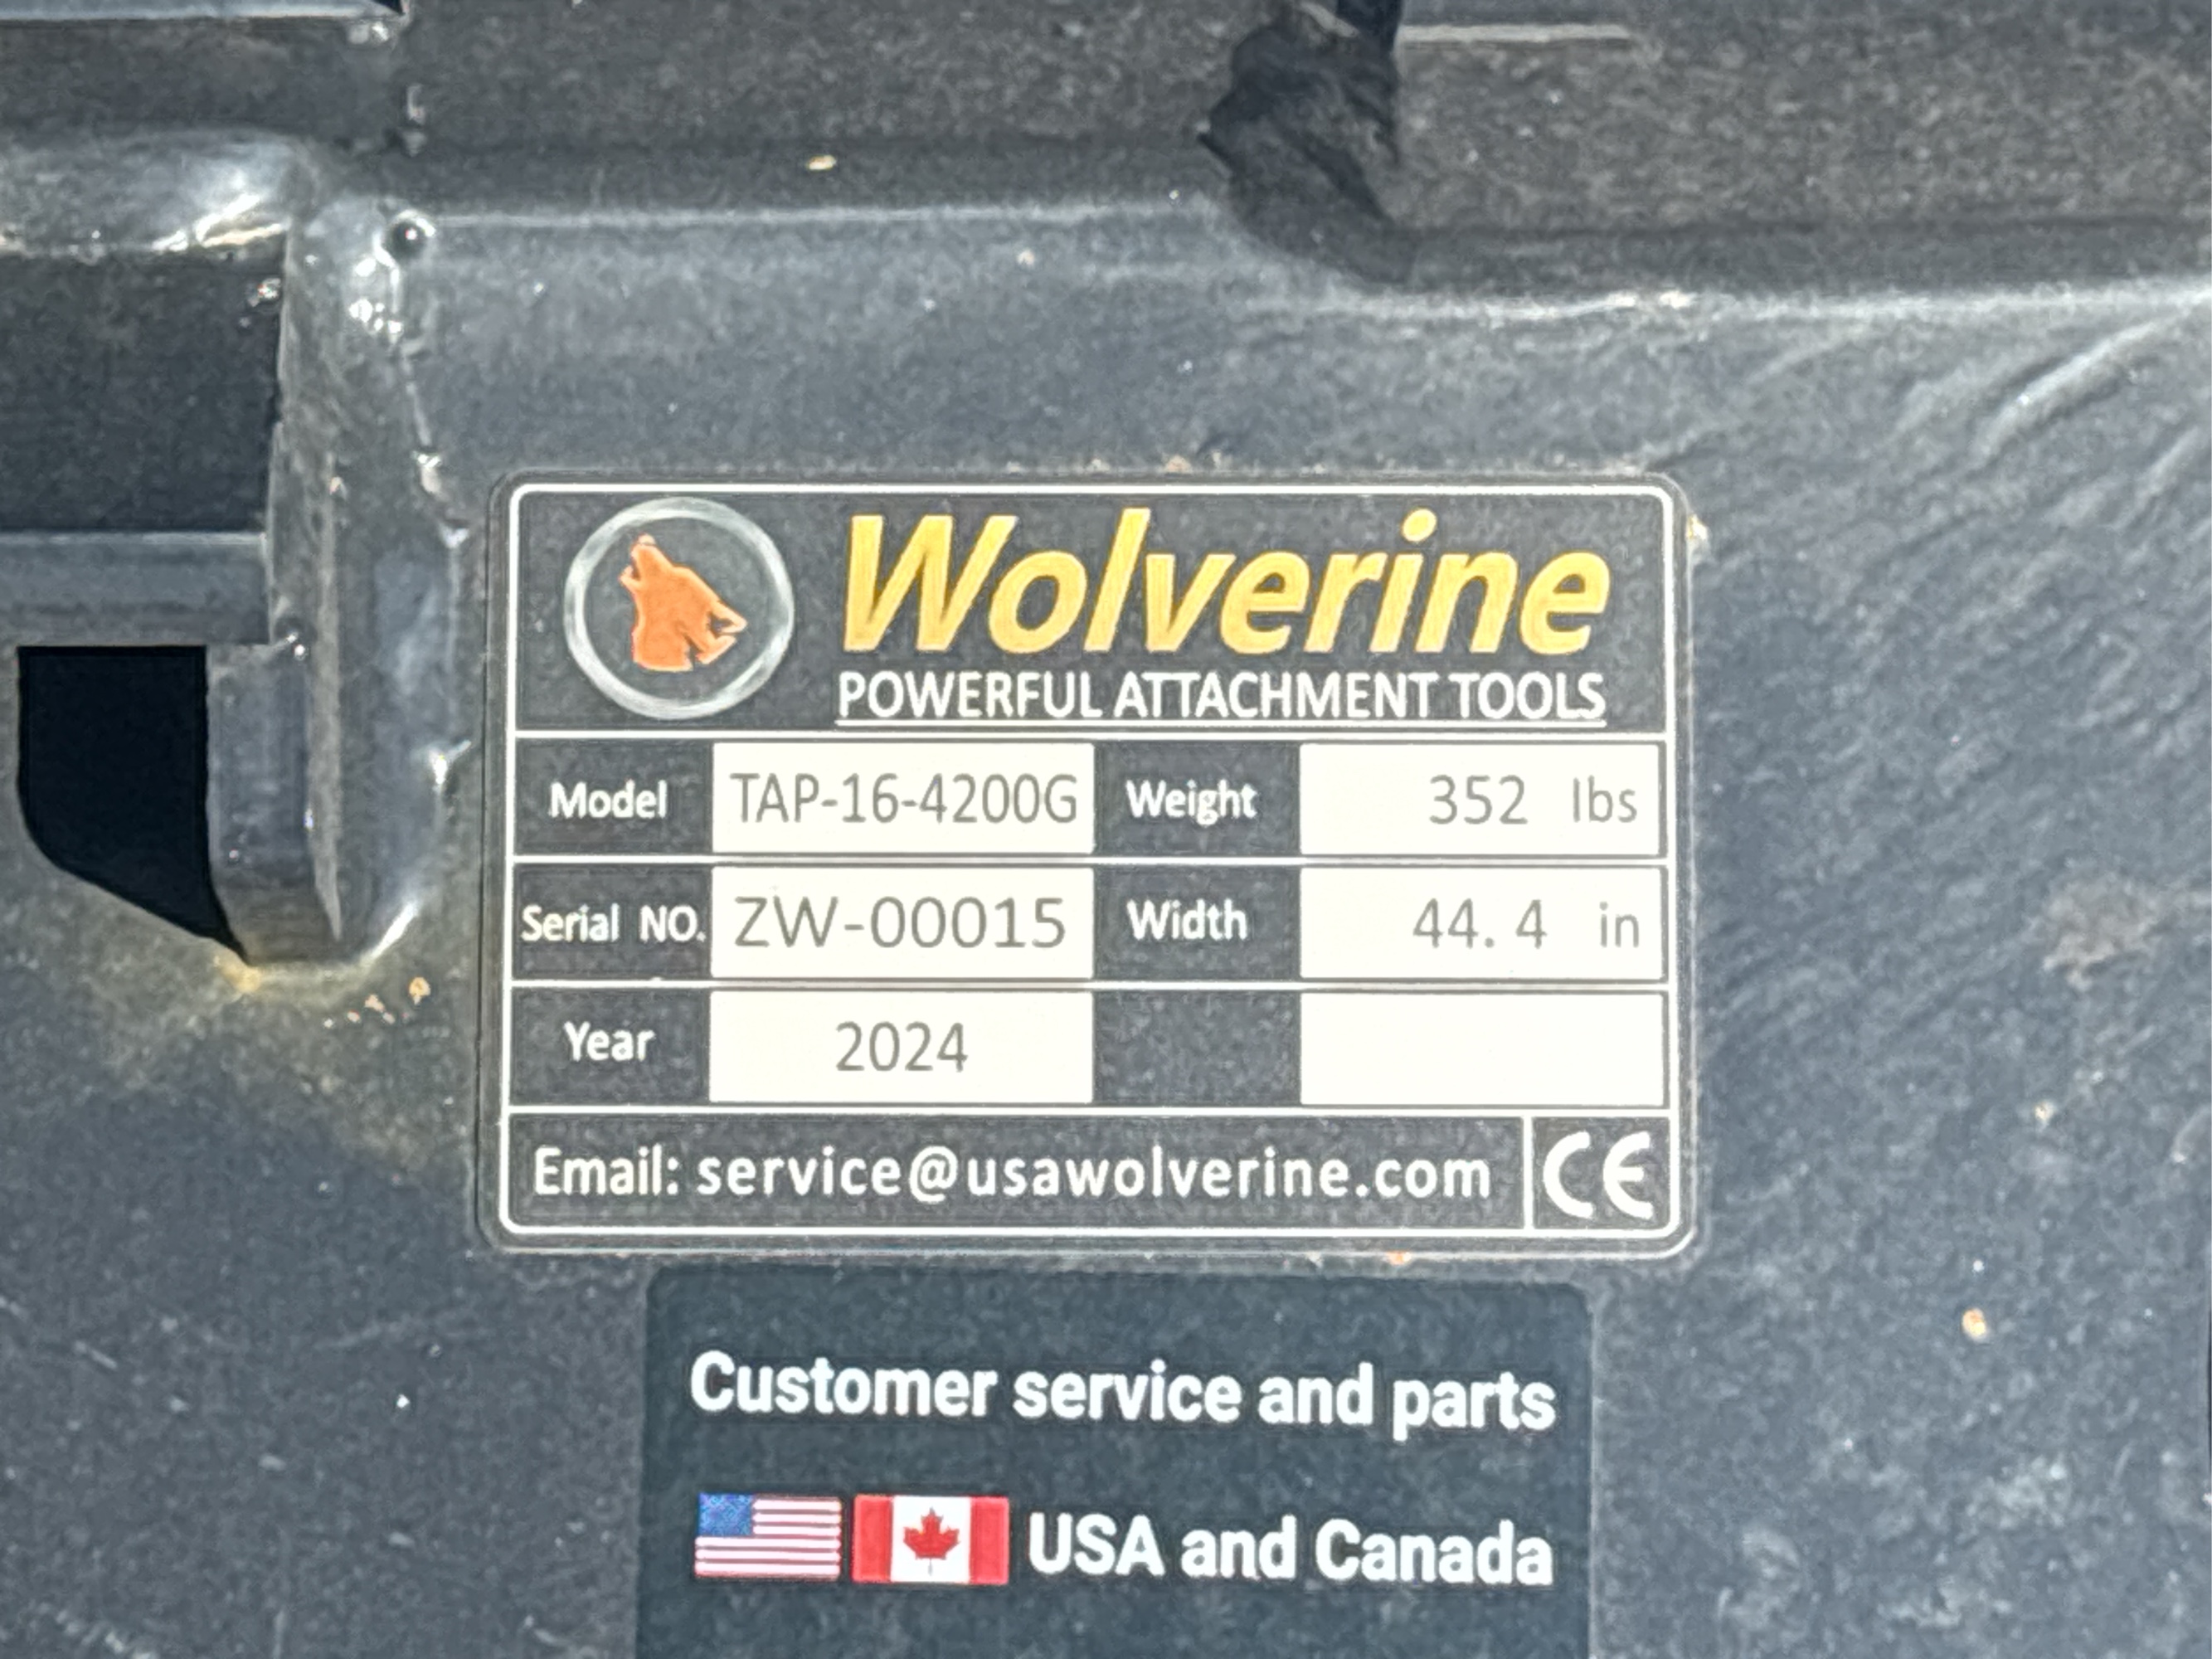 Wolverine
POWERFUL ATTACHMENT TOOLS
Model TAP-16-4200G Weight 352 lbs
Serial NO. ZW-00015 Width 44.4 in
Year 2024
Email: service@usawolverine.com CE
Customer service and parts
USA and Canada